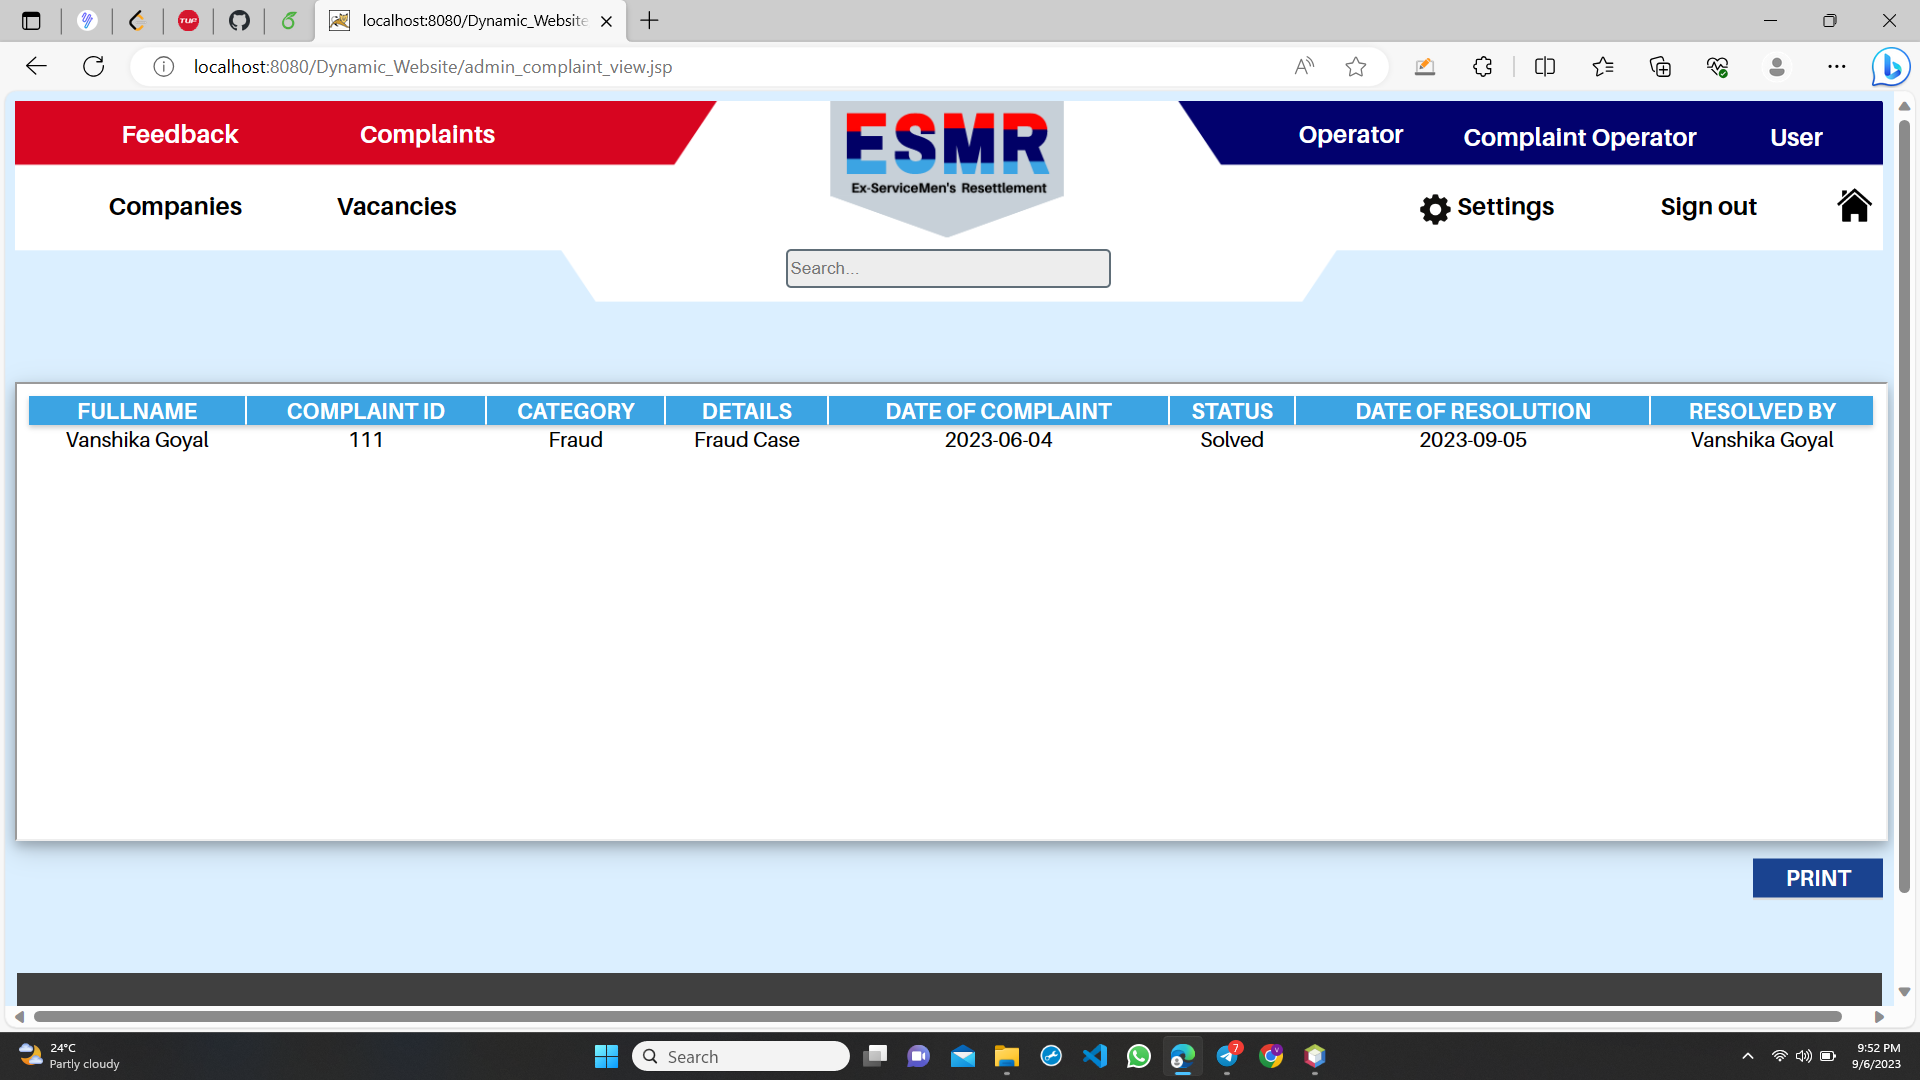 localhost:8080/Dynamic_Website
localhost:8080/Dynamic_Website/admin_complaint_view.jsp
Feedback
Complaints
ESMR
Ex-ServiceMen's Resettlement
Operator
Complaint Operator
User
Companies
Vacancies
Settings
Sign out
Search...
FULLNAME COMPLAINT ID CATEGORY DETAILS DATE OF COMPLAINT STATUS DATE OF RESOLUTION RESOLVED BY
Vanshika Goyal 111 Fraud Fraud Case 2023-06-04 Solved 2023-09-05 Vanshika Goyal
PRINT
24°C
Partly cloudy
Search
7
9:52 PM
9/6/2023